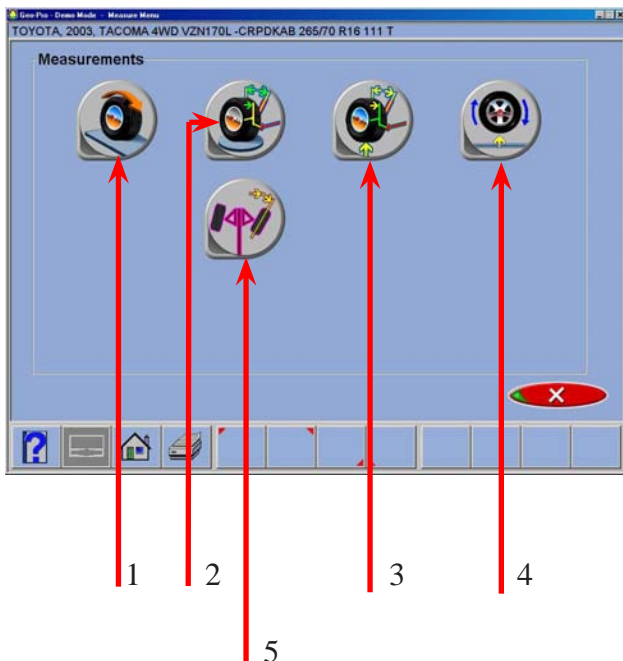 Geo-Pro - Demo Mode - Measure Menu
TOYOTA, 2003, TACOMA 4WD VZN170L -CRPDKAB 265/70 R16 111 T
Measurements
?
1 2 3 4
5